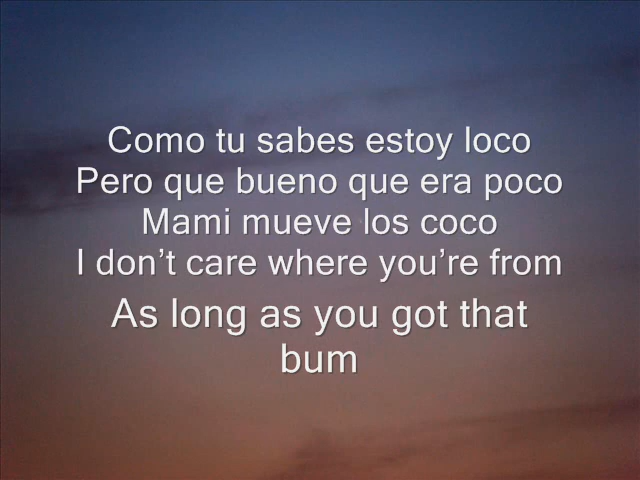 Como tu sabes estoy loco
Pero que bueno que era poco
Mami mueve los coco
I don’t care where you’re from
As long as you got that
bum